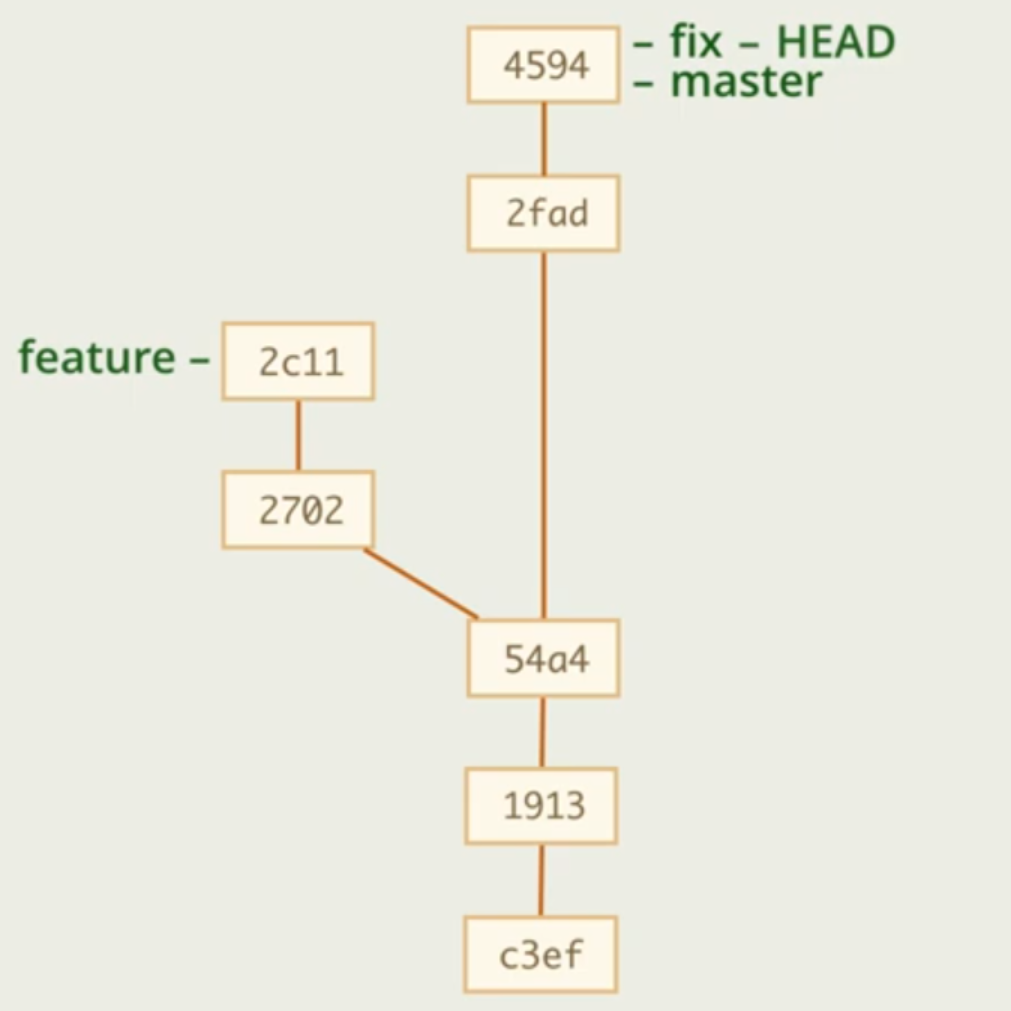 4594
– fix – HEAD
– master
2fad
feature –
2c11
2702
54a4
1913
c3ef